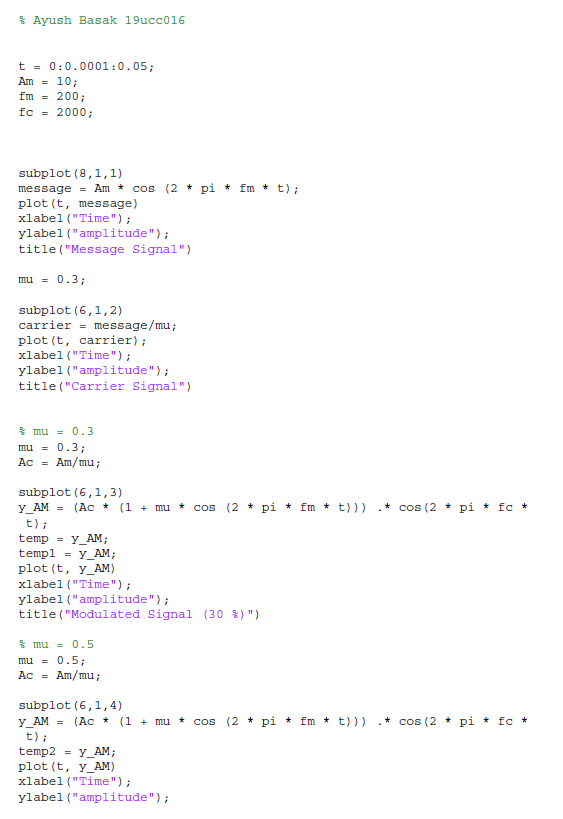 % Ayush Basak 19ucc016
t = 0:0.0001:0.05;
Am = 10;
fm = 200;
fc = 2000;
subplot(8,1,1)
message = Am * cos (2 * pi * fm * t);
plot(t, message)
xlabel("Time");
ylabel("amplitude");
title("Message Signal")
mu = 0.3;
subplot(6,1,2)
carrier = message/mu;
plot(t, carrier);
xlabel("Time");
ylabel("amplitude");
title("Carrier Signal")
% mu = 0.3
mu = 0.3;
Ac = Am/mu;
subplot(6,1,3)
y_AM = (Ac * (1 + mu * cos (2 * pi * fm * t))) .* cos(2 * pi * fc *
t);
temp = y_AM;
temp1 = y_AM;
plot(t, y_AM)
xlabel("Time");
ylabel("amplitude");
title("Modulated Signal (30 %)")
% mu = 0.5
mu = 0.5;
Ac = Am/mu;
subplot(6,1,4)
y_AM = (Ac * (1 + mu * cos (2 * pi * fm * t))) .* cos(2 * pi * fc *
t);
temp2 = y_AM;
plot(t, y_AM)
xlabel("Time");
ylabel("amplitude");